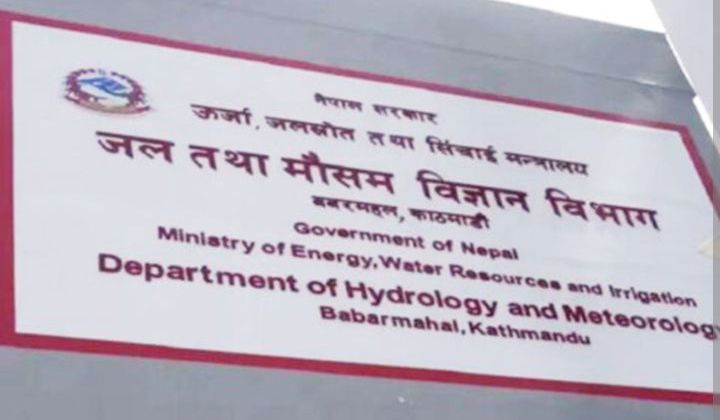 नेपाल सरकार
ऊर्जा, जलस्रोत तथा सिंचाई मन्त्रालय
जल तथा मौसम विज्ञान विभाग
बबरमहल, काठमाडौं
Government of Nepal
Ministry of Energy,Water Resources and Irrigation
Department of Hydrology and Meteorolog
Babarmahal,Kathmandu